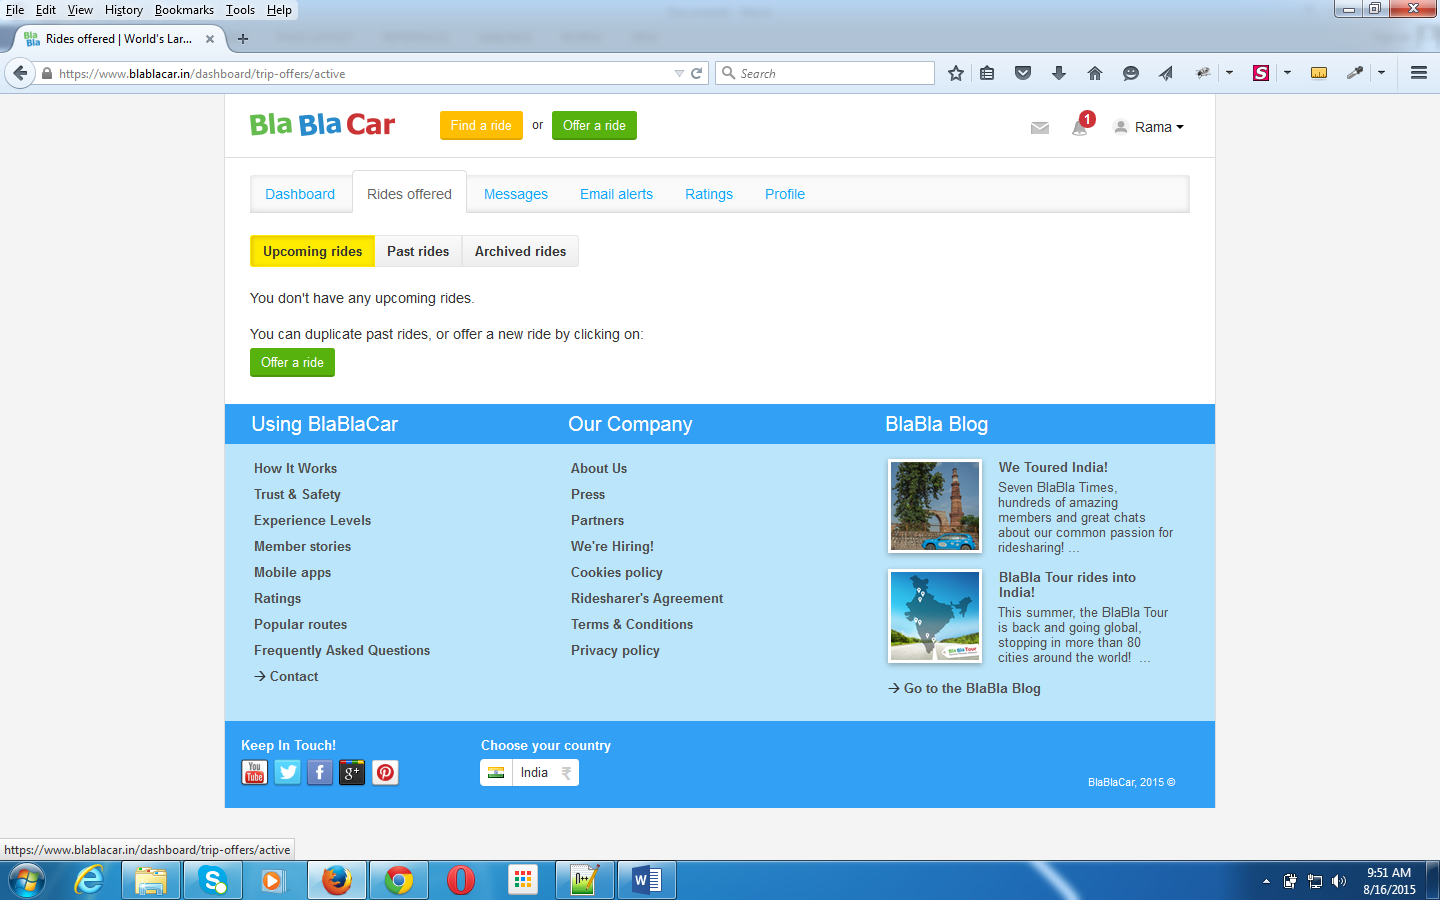 File Edit View History Bookmarks Tools Help
Bla Bla Rides offered | World's Lar...
https://www.blablacar.in/dashboard/trip-offers/active
Search
S
Bla Bla Car
Find a ride or Offer a ride
1
Rama
Dashboard Rides offered Messages Email alerts Ratings Profile
Upcoming rides Past rides Archived rides
You don't have any upcoming rides.
You can duplicate past rides, or offer a new ride by clicking on:
Offer a ride
Using BlaBlaCar
How It Works
Trust & Safety
Experience Levels
Member stories
Mobile apps
Ratings
Popular routes
Frequently Asked Questions
Contact
Our Company
About Us
Press
Partners
We're Hiring!
Cookies policy
Ridesharer's Agreement
Terms & Conditions
Privacy policy
BlaBla Blog
We Toured India!
Seven BlaBla Times,
hundreds of amazing
members and great chats
about our common passion for
ridesharing! ...
Bla Bla Tour
BlaBla Tour rides into
India!
This summer, the BlaBla Tour
is back and going global,
stopping in more than 80
cities around the world! ...
Go to the BlaBla Blog
Keep In Touch!
You Tube
f
g+
Choose your country
India ₹
BlaBlaCar, 2015 ©
https://www.blablacar.in/dashboard/trip-offers/active
9:51 AM
8/16/2015